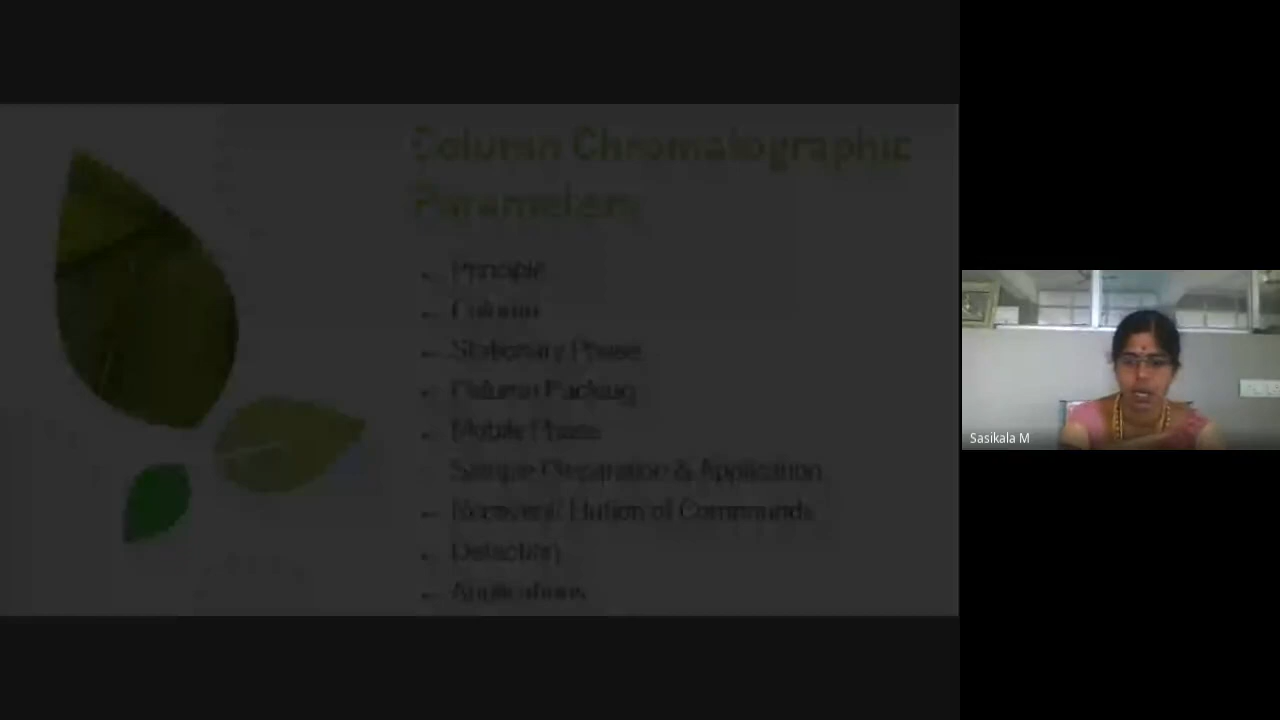 Column Chromatographic
Parameters
Principle
Column
Stationary Phase
Column Packing
Mobile Phase
Sample Preparation & Application
Elution of Compounds
Detection
Applications
Sasikala M